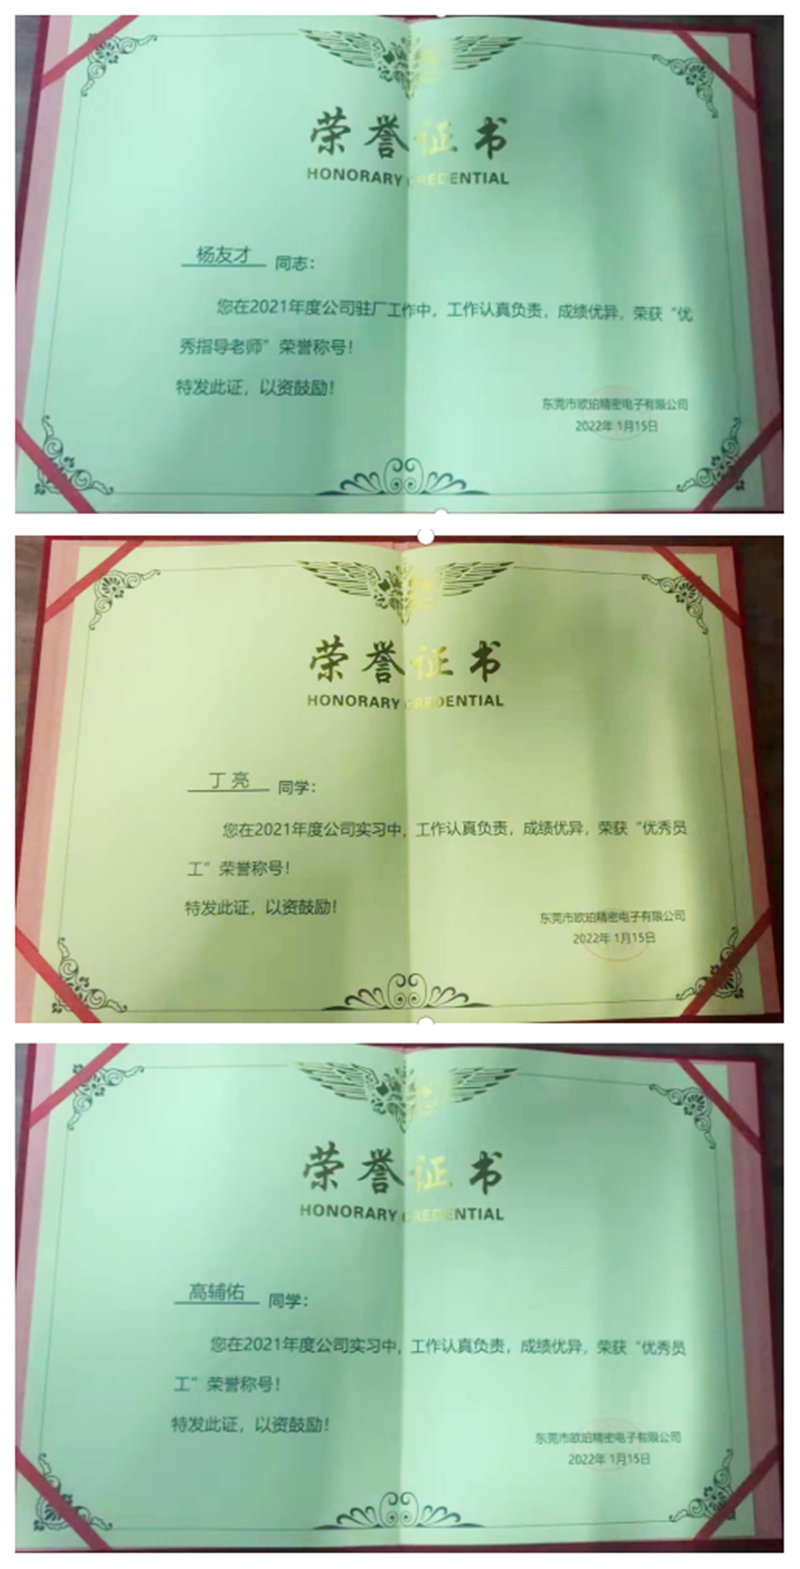 荣誉证书
HONORARY CREDENTIAL
杨友才 同志：
您在2021年度公司驻厂工作中，工作认真负责，成绩优异，荣获“优
秀指导老师”荣誉称号！
特发此证，以资鼓励！
东莞市欧珀精密电子有限公司
2022年 1月15日
荣誉证书
HONORARY CREDENTIAL
丁 亮 同学：
您在2021年度公司实习中，工作认真负责，成绩优异，荣获“优秀员
工”荣誉称号！
特发此证，以资鼓励！
东莞市欧珀精密电子有限公司
2022年 1月15日
荣誉证书
HONORARY CREDENTIAL
高辅佑 同学：
您在2021年度公司实习中，工作认真负责，成绩优异，荣获“优秀员
工”荣誉称号！
特发此证，以资鼓励！
东莞市欧珀精密电子有限公司
2022年 1月15日